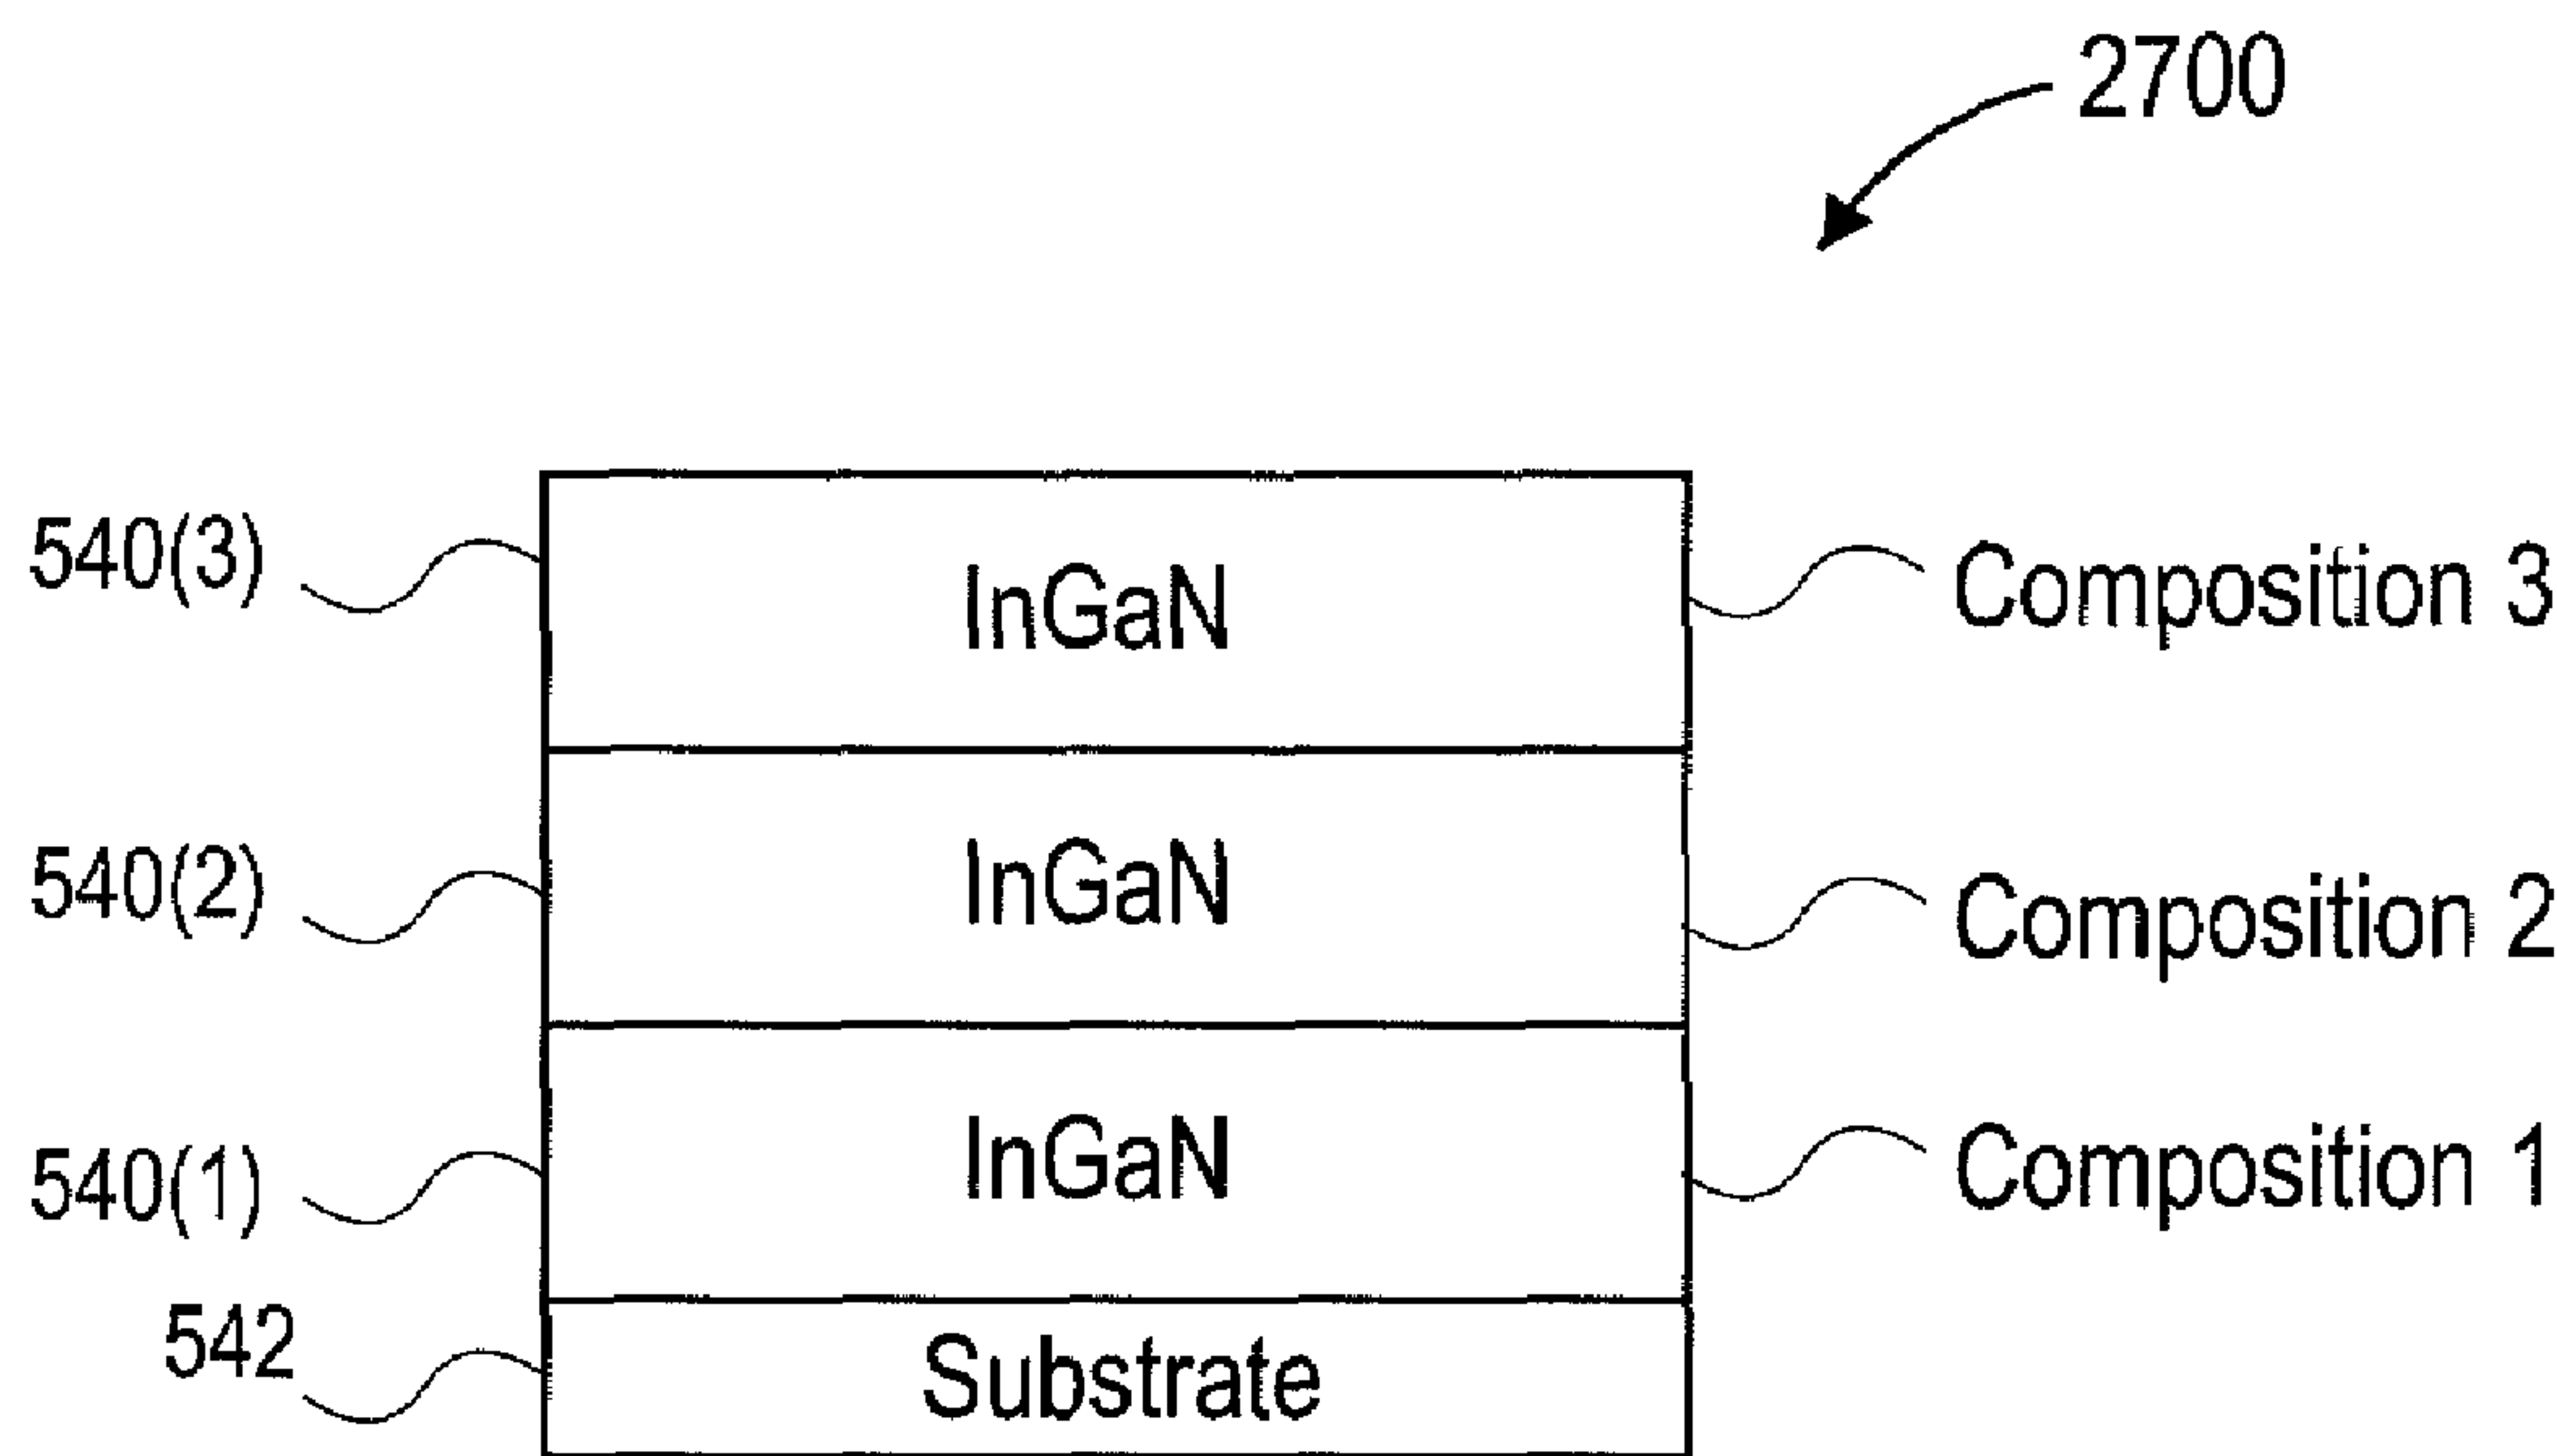 2700
540(3) InGaN Composition 3
540(2) InGaN Composition 2
540(1) InGaN Composition 1
542 Substrate